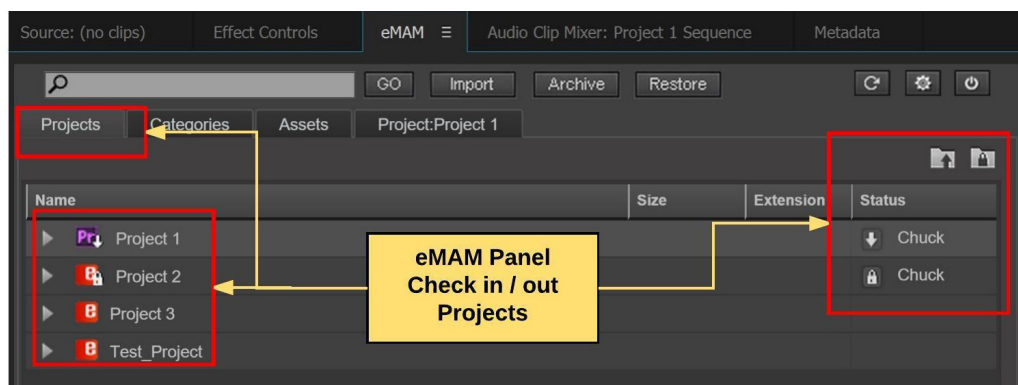 Source: (no clips) Effect Controls eMAM Audio Clip Mixer: Project 1 Sequence Metadata
GO Import Archive Restore
Projects Categories Assets Project:Project 1
Name Size Extension Status
Pr Project 1 Chuck
e Project 2 Chuck
e Project 3
e Test_Project
eMAM Panel
Check in / out
Projects